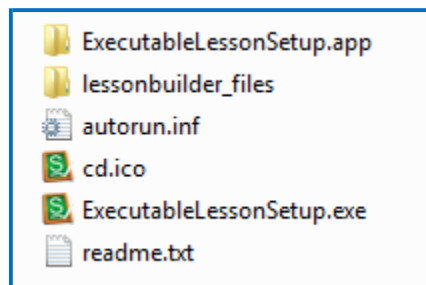 ExecutableLessonSetup.app
lessonbuilder_files
autorun.inf
cd.ico
ExecutableLessonSetup.exe
readme.txt